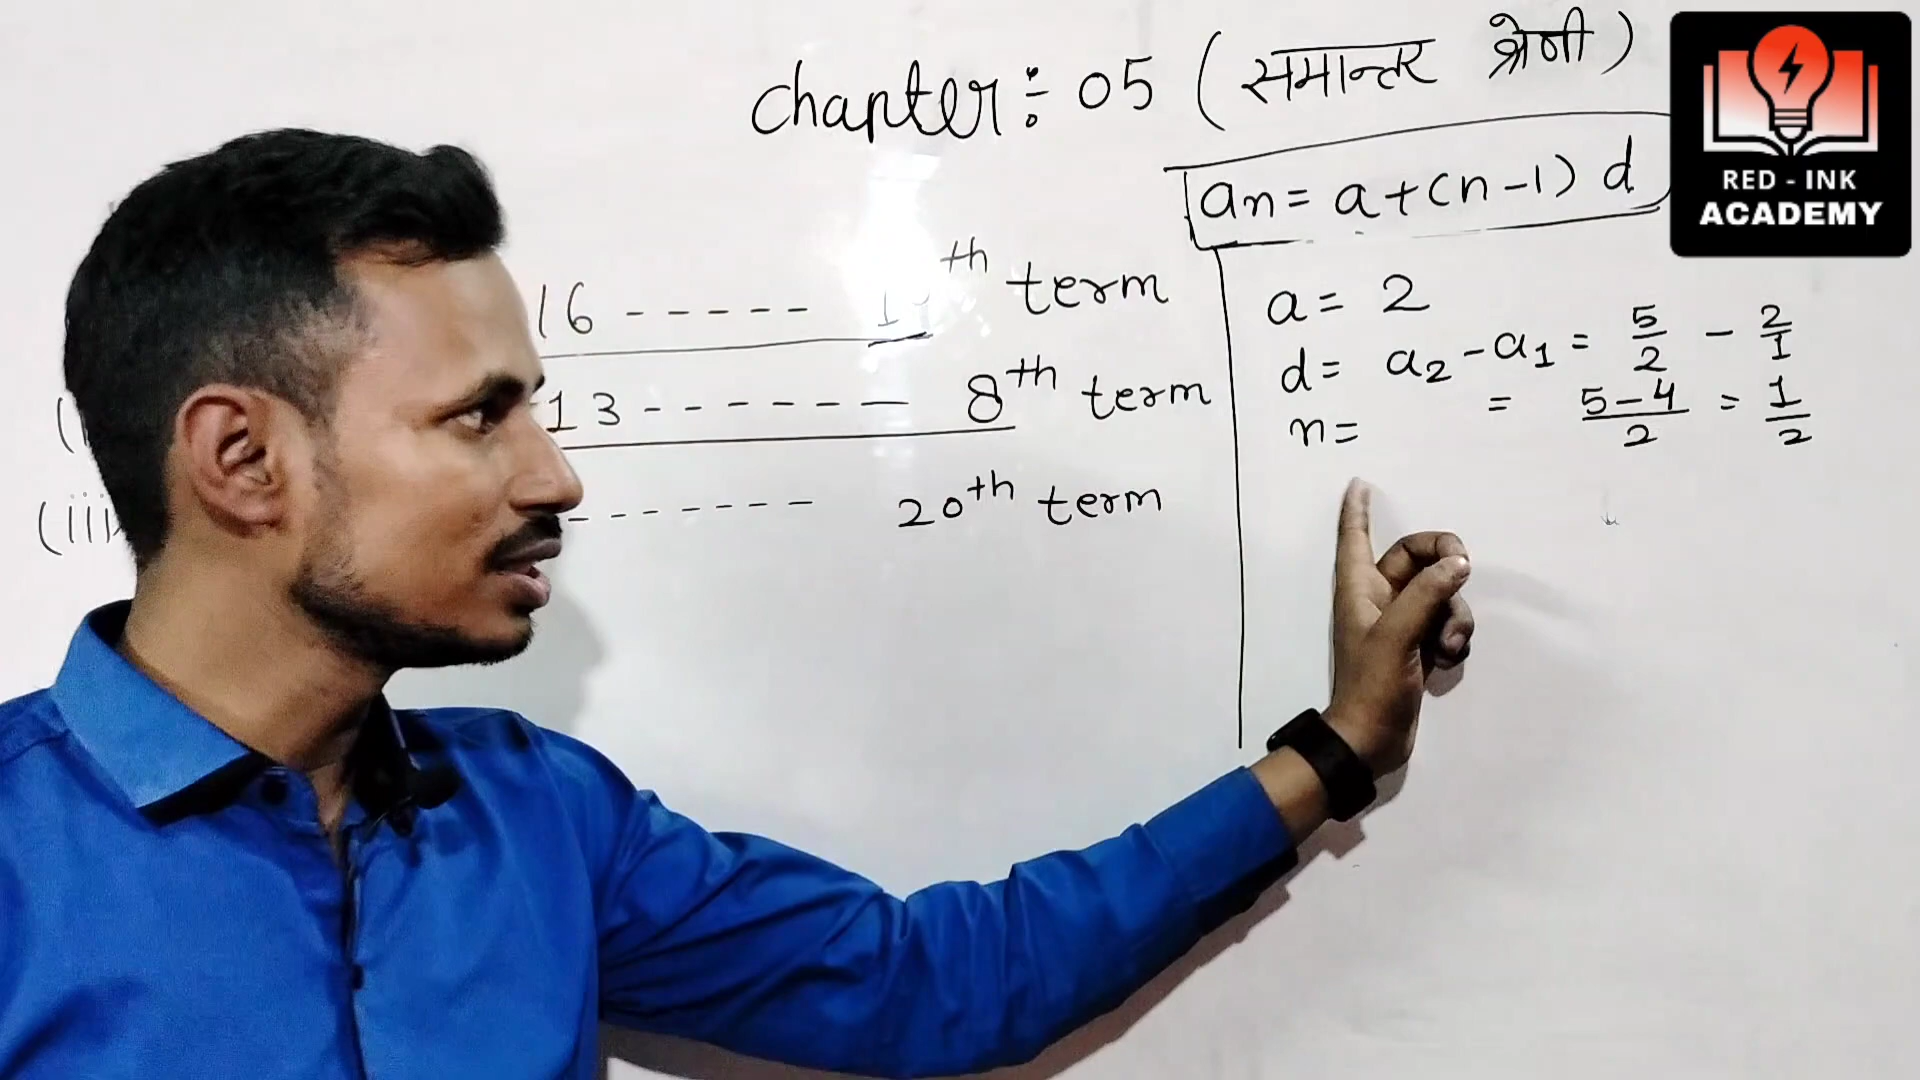 chapter :- 05 (समान्तर श्रेणी)
an = a + (n - 1) d
16 ----- th term
13 ------- 8th term
(iii ------- 20th term
a = 2
d = a2 - a1 = 5/2 - 2/1
= 5-4/2 = 1/2
n =
RED - INK
ACADEMY